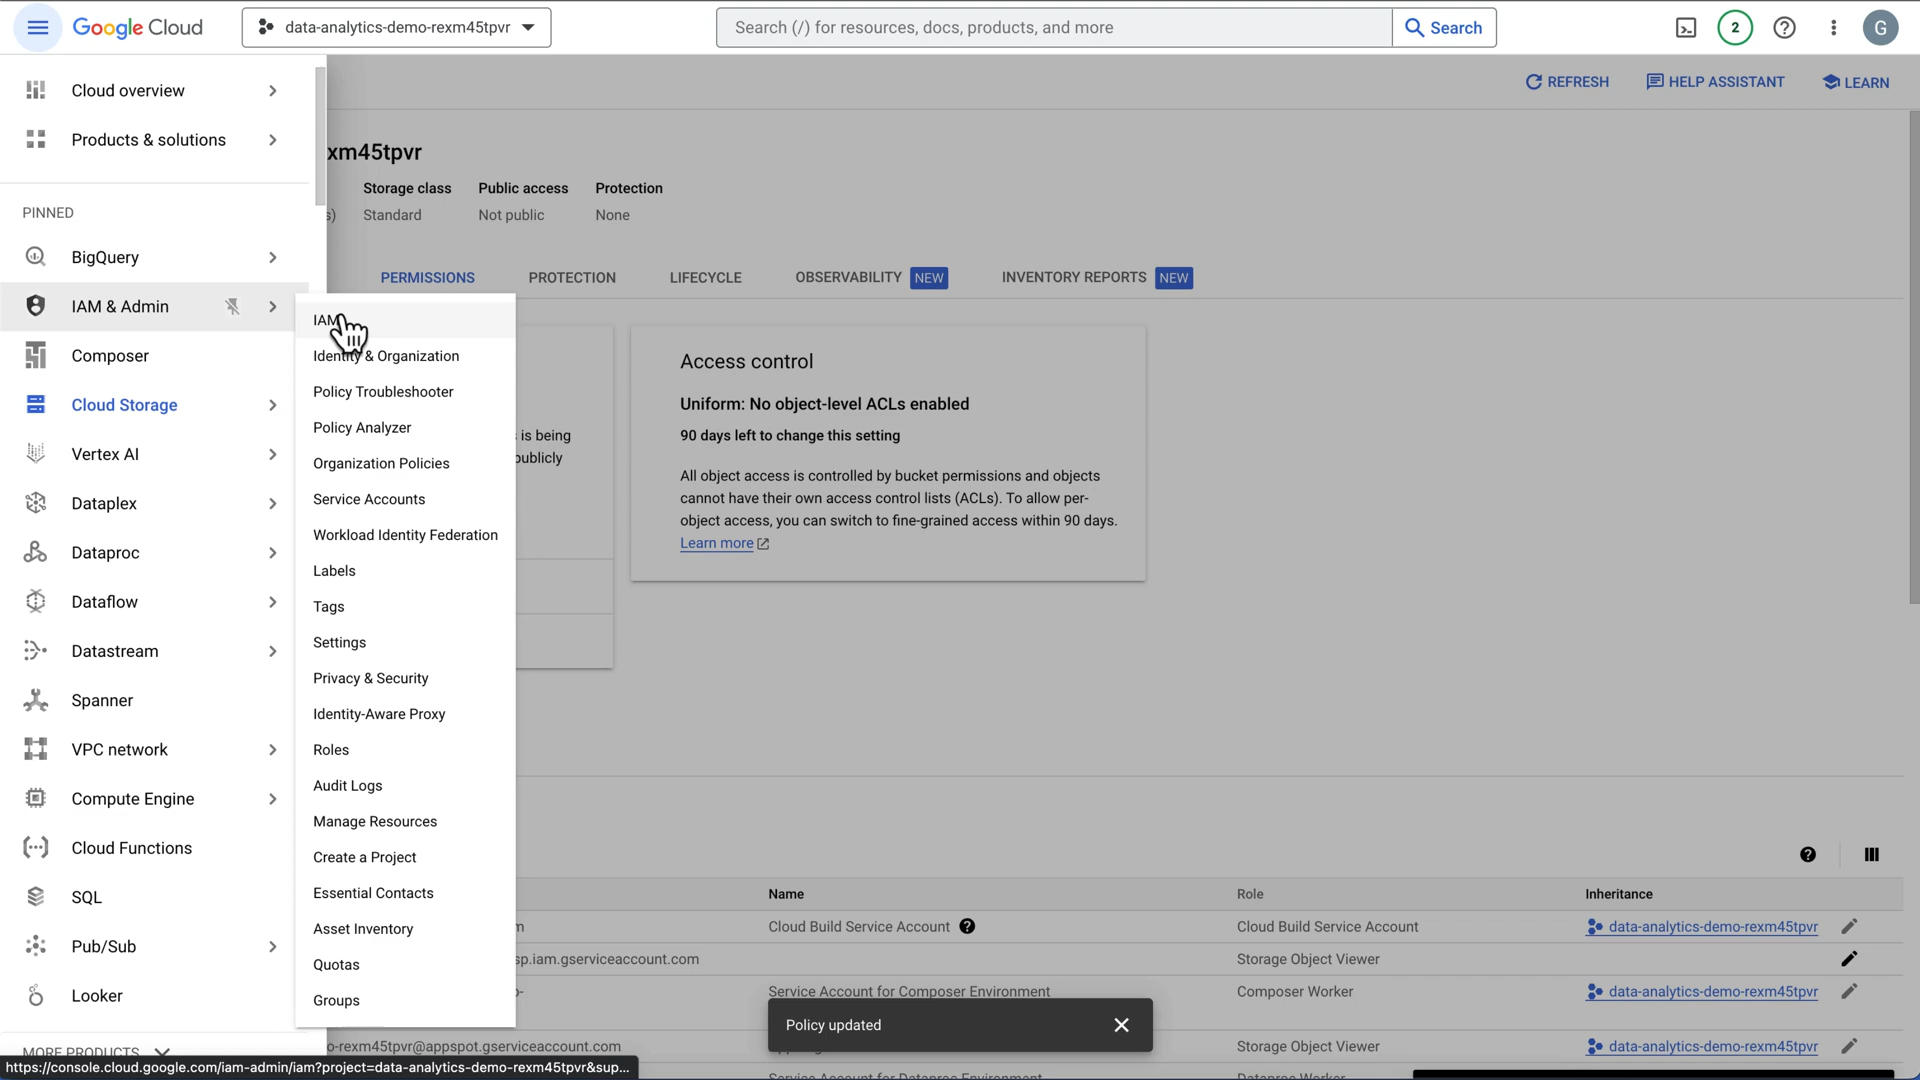 Google Cloud
data-analytics-demo-rexm45tpvr
Search (/) for resources, docs, products, and more
Search
2
G
REFRESH
HELP ASSISTANT
LEARN
Cloud overview
Products & solutions
PINNED
BigQuery
IAM & Admin
Composer
Cloud Storage
Vertex AI
Dataplex
Dataproc
Dataflow
Datastream
Spanner
VPC network
Compute Engine
Cloud Functions
SQL
Pub/Sub
Looker
MORE PRODUCTS
IAM
Identity & Organization
Policy Troubleshooter
Policy Analyzer
Organization Policies
Service Accounts
Workload Identity Federation
Labels
Tags
Settings
Privacy & Security
Identity-Aware Proxy
Roles
Audit Logs
Manage Resources
Create a Project
Essential Contacts
Asset Inventory
Quotas
Groups
xm45tpvr
Storage class Public access Protection
s) Standard Not public None
PERMISSIONS PROTECTION LIFECYCLE OBSERVABILITY NEW INVENTORY REPORTS NEW
is being
publicly
Access control
Uniform: No object-level ACLs enabled
90 days left to change this setting
All object access is controlled by bucket permissions and objects
cannot have their own access control lists (ACLs). To allow per-
object access, you can switch to fine-grained access within 90 days.
Learn more
Name Role Inheritance
m Cloud Build Service Account Cloud Build Service Account data-analytics-demo-rexm45tpvr
sp.iam.gserviceaccount.com Storage Object Viewer
o- Service Account for Composer Environment Composer Worker data-analytics-demo-rexm45tpvr
Policy updated
o-rexm45tpvr@appspot.gserviceaccount.com Storage Object Viewer data-analytics-demo-rexm45tpvr
Service Account for Dataproc Environment Dataproc Worker
https://console.cloud.google.com/iam-admin/iam?project=data-analytics-demo-rexm45tpvr&sup...